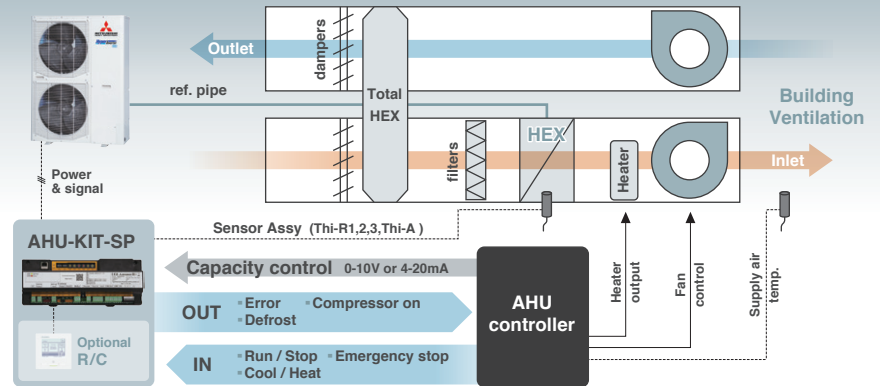 MITSUBISHI
Outlet
dampers
Total
HEX
ref. pipe
Building
Ventilation
filters
HEX
Heater
Inlet
Power
& signal
Sensor Assy (Thi-R1,2,3,Thi-A )
AHU-KIT-SP
Capacity control 0-10V or 4-20mA
OUT
Error
Compressor on
Defrost
AHU
controller
Heater
output
Fan
control
Supply air
temp.
Optional
R/C
IN
Run / Stop
Emergency stop
Cool / Heat